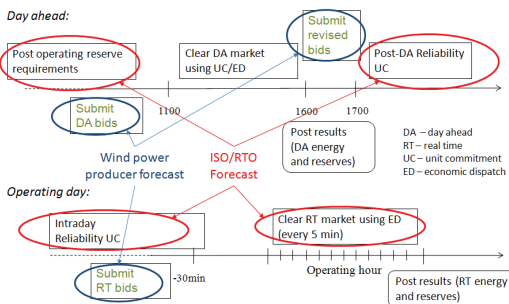 Day ahead:
Submit
revised
bids
Post operating reserve
requirements
Clear DA market
using UC/ED
Post-DA Reliability
UC
Submit
DA bids
1100
1600
1700
Post results
(DA energy
and reserves)
DA – day ahead
RT – real time
UC – unit commitment
ED – economic dispatch
Wind power
producer forecast
ISO/RTO
Forecast
Operating day:
Intraday
Reliability UC
Clear RT market using ED
(every 5 min)
Submit
RT bids
-30min
Operating hour
Post results (RT energy
and reserves)